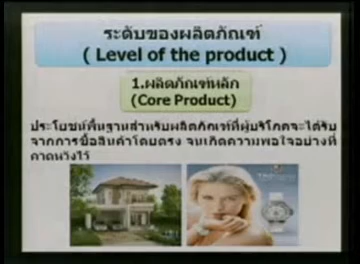 ระดับของผลิตภัณฑ์
( Level of the product )
1.ผลิตภัณฑ์หลัก
(Core Product)
ประโยชน์พื้นฐานสำหรับผลิตภัณฑ์ที่ผู้บริโภคจะได้รับ
จากการซื้อสินค้าโดยตรง จนเกิดความพอใจอย่างที่
คาดหวังไว้